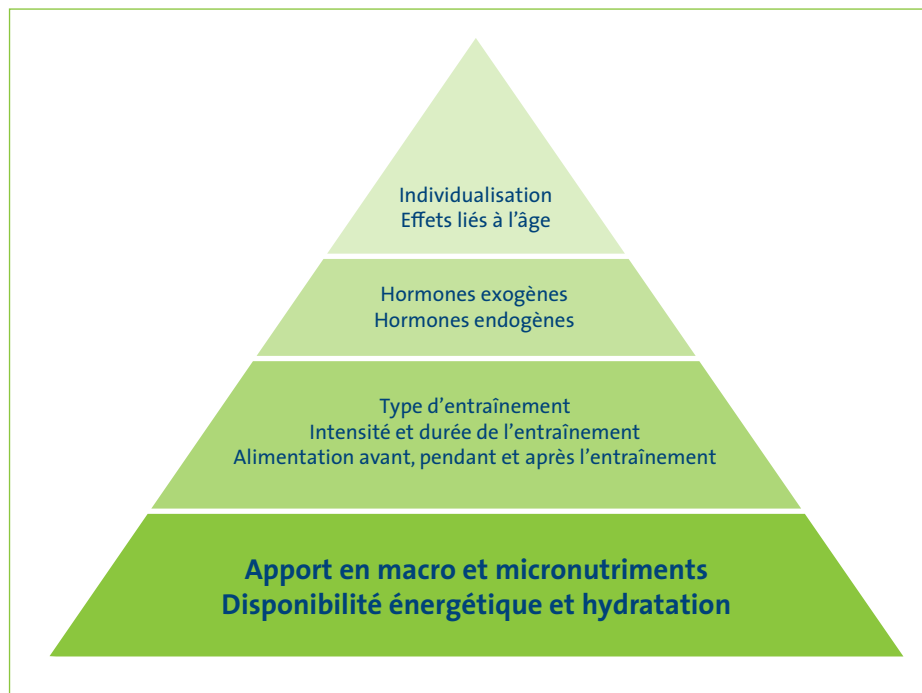 Individualisation
Effets liés à l’âge
Hormones exogènes
Hormones endogènes
Type d’entraînement
Intensité et durée de l’entraînement
Alimentation avant, pendant et après l’entraînement
Apport en macro et micronutriments
Disponibilité énergétique et hydratation